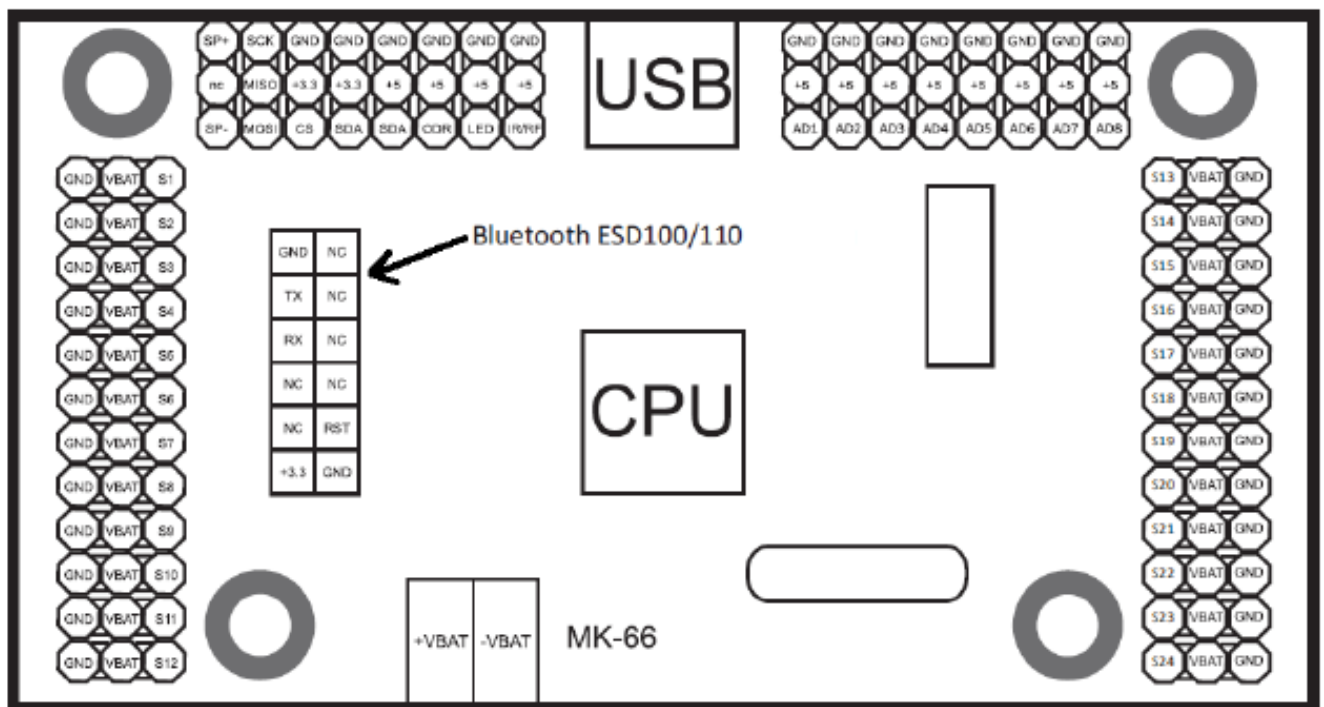 SP+ SCK GND GND GND GND GND GND
nc MISO +3.3 +3.3 +5 +5 +5 +5
SP- MOSI CS SDA SDA COR LED IR/RF
USB
GND GND GND GND GND GND GND GND
+5 +5 +5 +5 +5 +5 +5 +5
AD1 AD2 AD3 AD4 AD5 AD6 AD7 AD8
GND VBAT S1
GND VBAT S2
GND VBAT S3
GND VBAT S4
GND VBAT S5
GND VBAT S6
GND VBAT S7
GND VBAT S8
GND VBAT S9
GND VBAT S10
GND VBAT S11
GND VBAT S12
Bluetooth ESD100/110
GND NC
TX NC
RX NC
NC NC
NC RST
+3.3 GND
CPU
+VBAT -VBAT
MK-66
S13 VBAT GND
S14 VBAT GND
S15 VBAT GND
S16 VBAT GND
S17 VBAT GND
S18 VBAT GND
S19 VBAT GND
S20 VBAT GND
S21 VBAT GND
S22 VBAT GND
S23 VBAT GND
S24 VBAT GND